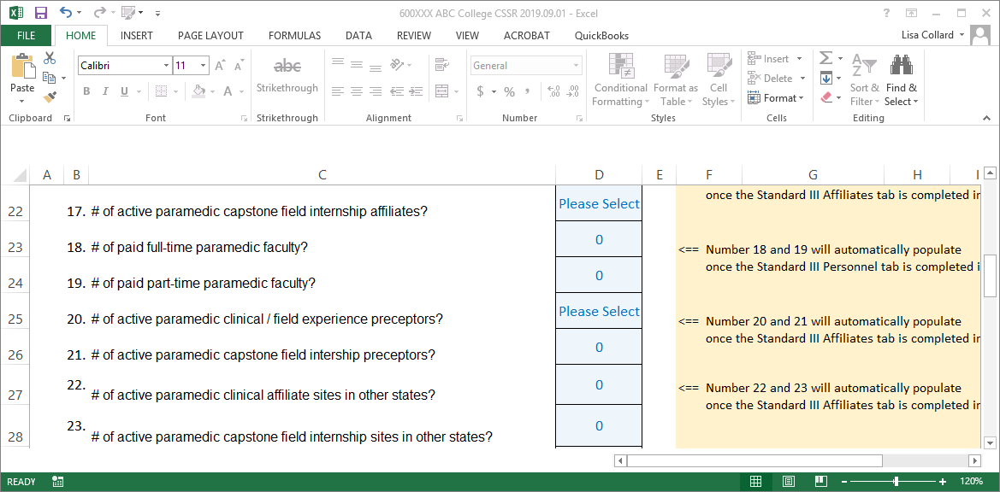 600XXX ABC College CSSR 2019.09.01 - Excel
?
FILE HOME INSERT PAGE LAYOUT FORMULAS DATA REVIEW VIEW ACROBAT QuickBooks Lisa Collard
Paste
Clipboard
Calibri 11
B I U A
Font
abc
Strikethrough
Strikethrough
Alignment
General
$ % ,
Number
Conditional Formatting
Format as Table
Cell Styles
Styles
Insert
Delete
Format
Cells
Sort & Filter
Find & Select
Editing
A B C D E F G H I
once the Standard III Affiliates tab is completed in
22 17. # of active paramedic capstone field internship affiliates? Please Select
23 18. # of paid full-time paramedic faculty? 0
<== Number 18 and 19 will automatically populate
once the Standard III Personnel tab is completed i
24 19. # of paid part-time paramedic faculty? 0
25 20. # of active paramedic clinical / field experience preceptors? Please Select
<== Number 20 and 21 will automatically populate
once the Standard III Affiliates tab is completed in
26 21. # of active paramedic capstone field intership preceptors? 0
27 22. # of active paramedic clinical affiliate sites in other states? 0
<== Number 22 and 23 will automatically populate
once the Standard III Affiliates tab is completed in
28 23. # of active paramedic capstone field internship sites in other states? 0
READY 120%